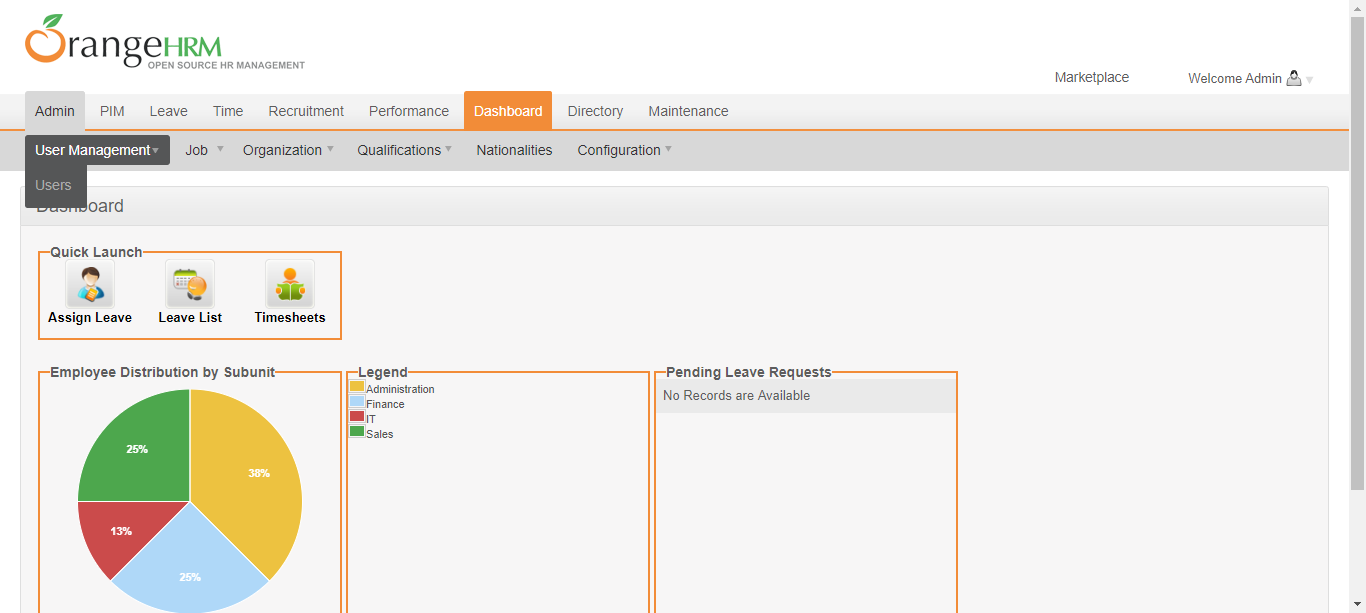 OrangeHRM
OPEN SOURCE HR MANAGEMENT
Marketplace
Welcome Admin
Admin PIM Leave Time Recruitment Performance Dashboard Directory Maintenance
User Management Job Organization Qualifications Nationalities Configuration
Users
Dashboard
Quick Launch
Assign Leave Leave List Timesheets
Employee Distribution by Subunit
25%
38%
13%
25%
Legend
Administration
Finance
IT
Sales
Pending Leave Requests
No Records are Available